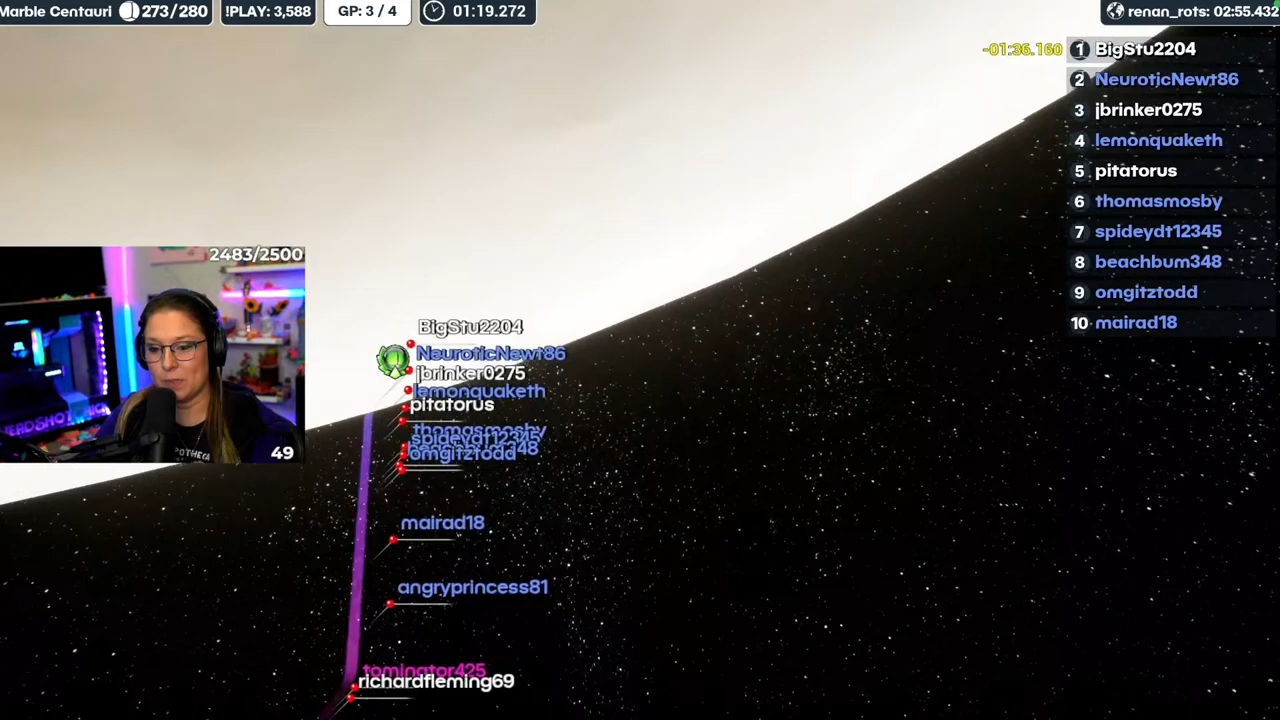 Marble Centauri 273/280
!PLAY: 3,588
GP: 3 / 4
01:19.272
renan_rots: 02:55.432
-01:36.160
1 BigStu2204
2 NeuroticNewt86
3 jbrinker0275
4 lemonquaketh
5 pitatorus
6 thomasmosby
7 spideydt12345
8 beachbum348
9 omgitztodd
10 mairad18
2483/2500
49
BigStu2204
NeuroticNewt86
jbrinker0275
lemonquaketh
pitatorus
thomasmosby
spideydt12345
omgitztodd
mairad18
angryprincess81
tominator425
richardfleming69